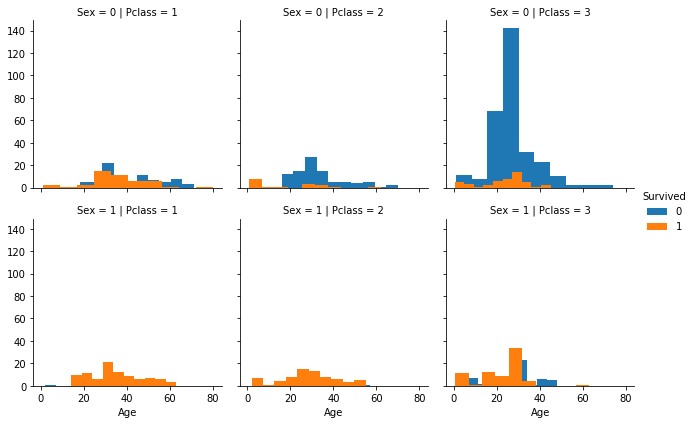 Sex = 0 | Pclass = 1
Sex = 0 | Pclass = 2
Sex = 0 | Pclass = 3
140
120
100
80
60
40
20
0
Survived
0
1
Sex = 1 | Pclass = 1
Sex = 1 | Pclass = 2
Sex = 1 | Pclass = 3
140
120
100
80
60
40
20
0
0 20 40 60 80
0 20 40 60 80
0 20 40 60 80
Age
Age
Age